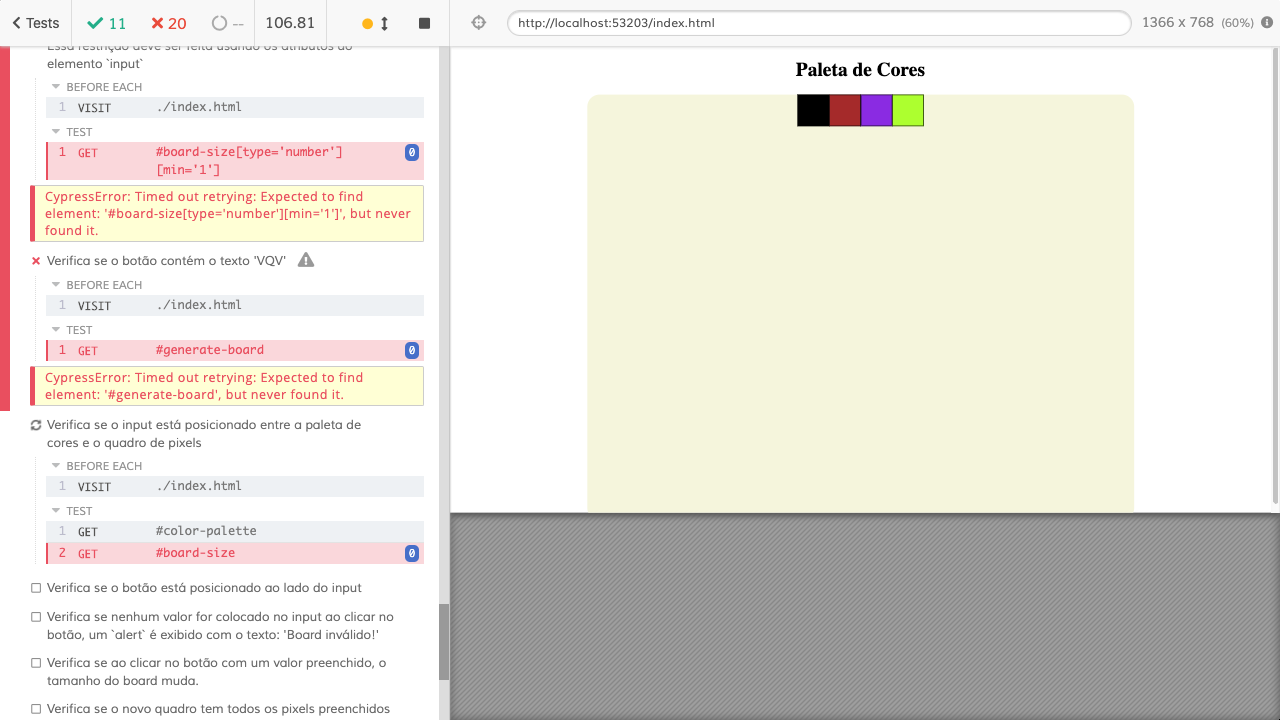 Tests
11
20
--
106.81
http://localhost:53203/index.html
1366 x 768 (60%)
Essa restrição deve ser feita usando os atributos do
elemento `input`
BEFORE EACH
1 VISIT ./index.html
TEST
1 GET #board-size[type='number'] 0
[min='1']
CypressError: Timed out retrying: Expected to find
element: '#board-size[type='number'][min='1']', but never
found it.
Verifica se o botão contém o texto 'VQV'
BEFORE EACH
1 VISIT ./index.html
TEST
1 GET #generate-board 0
CypressError: Timed out retrying: Expected to find
element: '#generate-board', but never found it.
Verifica se o input está posicionado entre a paleta de
cores e o quadro de pixels
BEFORE EACH
1 VISIT ./index.html
TEST
1 GET #color-palette
2 GET #board-size 0
Verifica se o botão está posicionado ao lado do input
Verifica se nenhum valor for colocado no input ao clicar no
botão, um `alert` é exibido com o texto: 'Board inválido!'
Verifica se ao clicar no botão com um valor preenchido, o
tamanho do board muda.
Verifica se o novo quadro tem todos os pixels preenchidos
Paleta de Cores